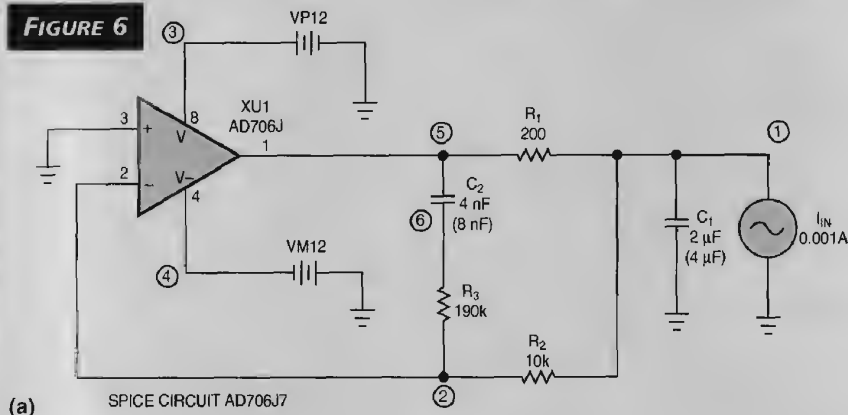 FIGURE 6
③
VP12
XU1
AD706J
3
+
8
V
1
2
−
V−
4
⑤
R1
200
①
C2
4 nF
(8 nF)
⑥
C1
2 µF
(4 µF)
IIN
0.001A
④
VM12
R3
190k
R2
10k
②
(a)
SPICE CIRCUIT AD706J7